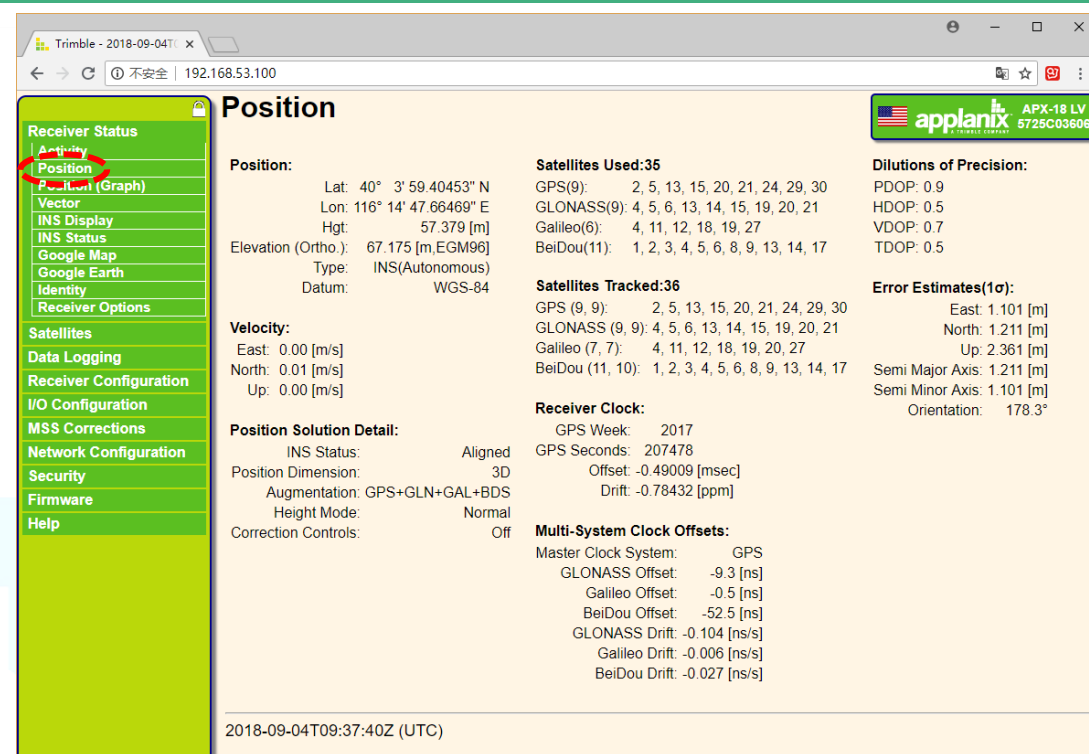 Trimble - 2018-09-04T
不安全 | 192.168.53.100
Receiver Status
Activity
Position
Position (Graph)
Vector
INS Display
INS Status
Google Map
Google Earth
Identity
Receiver Options
Satellites
Data Logging
Receiver Configuration
I/O Configuration
MSS Corrections
Network Configuration
Security
Firmware
Help
Position
applanix
A TRIMBLE COMPANY
APX-18 LV
5725C03606
Position:
Lat: 40° 3' 59.40453" N
Lon: 116° 14' 47.66469" E
Hgt: 57.379 [m]
Elevation (Ortho.): 67.175 [m,EGM96]
Type: INS(Autonomous)
Datum: WGS-84
Velocity:
East: 0.00 [m/s]
North: 0.01 [m/s]
Up: 0.00 [m/s]
Position Solution Detail:
INS Status: Aligned
Position Dimension: 3D
Augmentation: GPS+GLN+GAL+BDS
Height Mode: Normal
Correction Controls: Off
Satellites Used:35
GPS(9): 2, 5, 13, 15, 20, 21, 24, 29, 30
GLONASS(9): 4, 5, 6, 13, 14, 15, 19, 20, 21
Galileo(6): 4, 11, 12, 18, 19, 27
BeiDou(11): 1, 2, 3, 4, 5, 6, 8, 9, 13, 14, 17
Satellites Tracked:36
GPS (9, 9): 2, 5, 13, 15, 20, 21, 24, 29, 30
GLONASS (9, 9): 4, 5, 6, 13, 14, 15, 19, 20, 21
Galileo (7, 7): 4, 11, 12, 18, 19, 20, 27
BeiDou (11, 10): 1, 2, 3, 4, 5, 6, 8, 9, 13, 14, 17
Receiver Clock:
GPS Week: 2017
GPS Seconds: 207478
Offset: -0.49009 [msec]
Drift: -0.78432 [ppm]
Multi-System Clock Offsets:
Master Clock System: GPS
GLONASS Offset: -9.3 [ns]
Galileo Offset: -0.5 [ns]
BeiDou Offset: -52.5 [ns]
GLONASS Drift: -0.104 [ns/s]
Galileo Drift: -0.006 [ns/s]
BeiDou Drift: -0.027 [ns/s]
Dilutions of Precision:
PDOP: 0.9
HDOP: 0.5
VDOP: 0.7
TDOP: 0.5
Error Estimates(1σ):
East: 1.101 [m]
North: 1.211 [m]
Up: 2.361 [m]
Semi Major Axis: 1.211 [m]
Semi Minor Axis: 1.101 [m]
Orientation: 178.3°
2018-09-04T09:37:40Z (UTC)